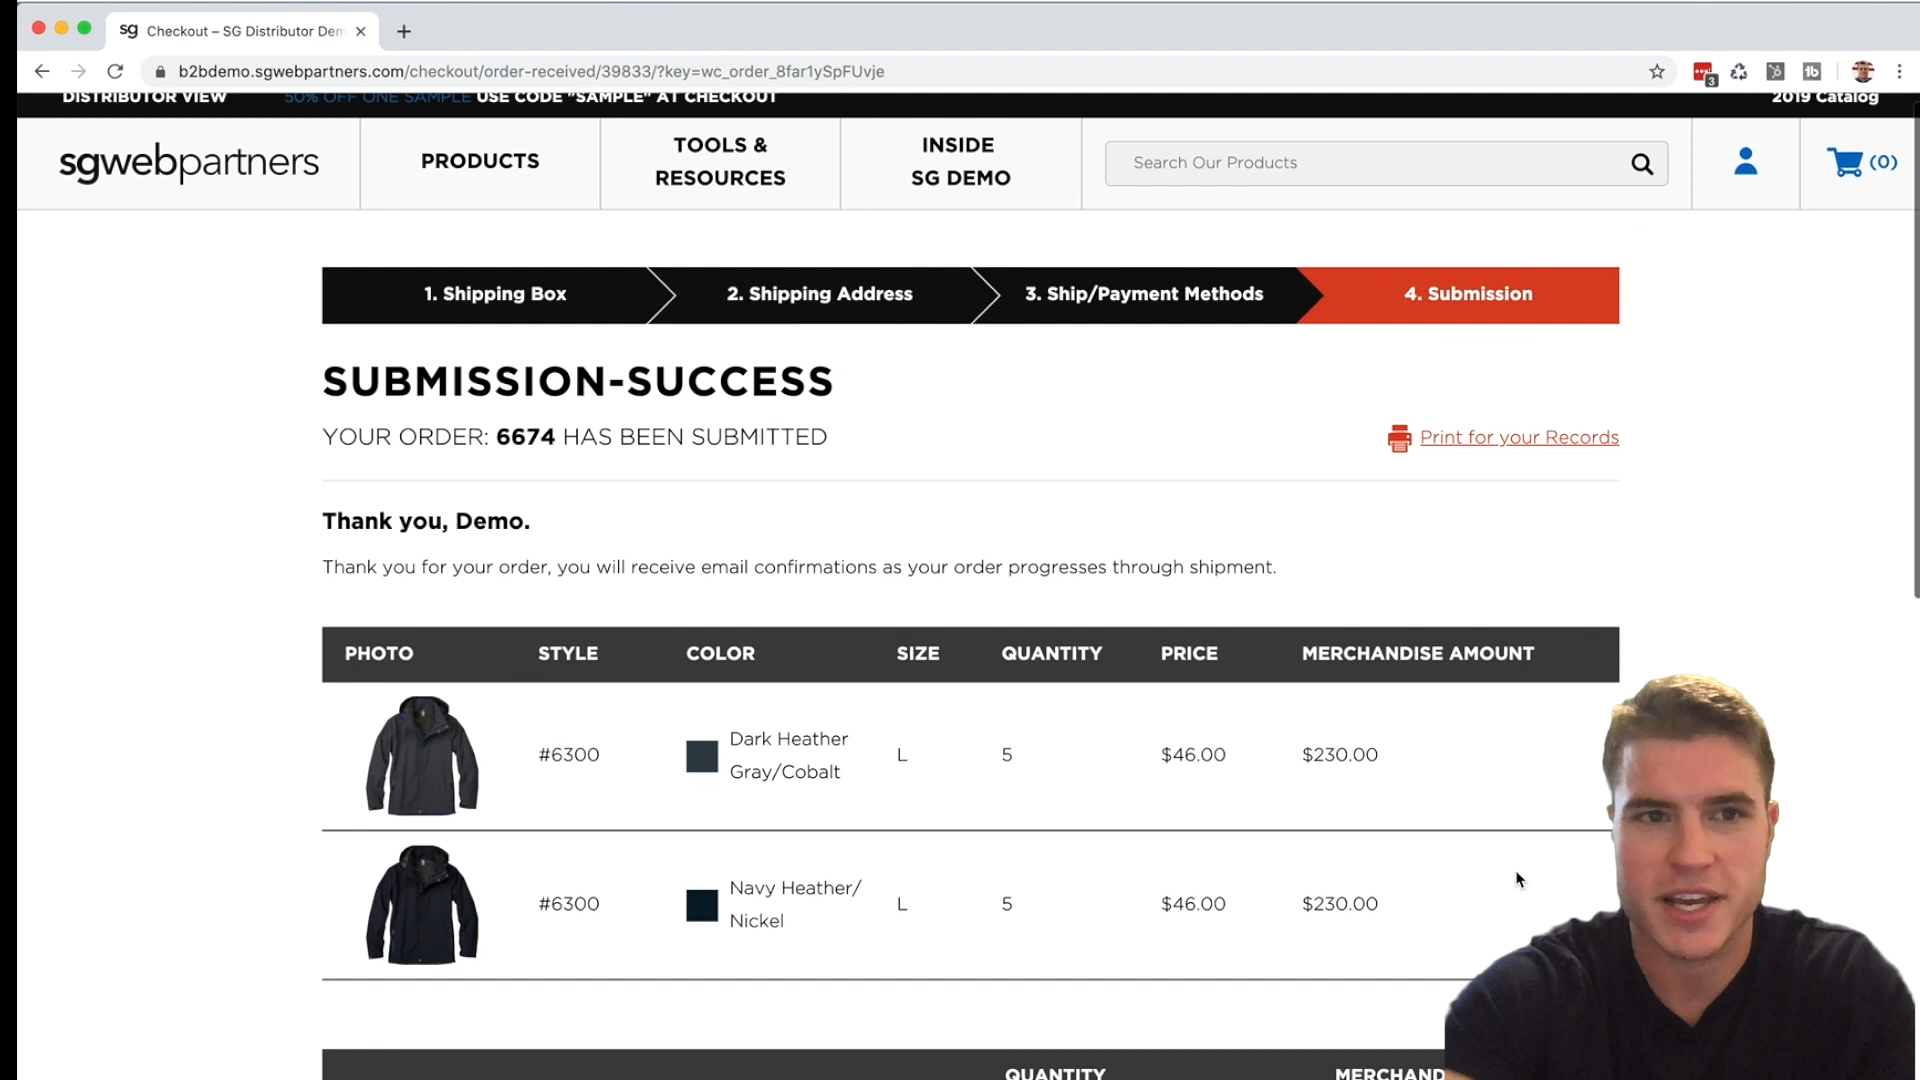 sg Checkout – SG Distributor Dem
b2bdemo.sgwebpartners.com/checkout/order-received/39833/?key=wc_order_8far1ySpFUvje
3
tb
DISTRIBUTOR VIEW 50% OFF ONE SAMPLE USE CODE "SAMPLE" AT CHECKOUT 2019 Catalog
sgwebpartners
PRODUCTS
TOOLS &
RESOURCES
INSIDE
SG DEMO
Search Our Products
(0)
1. Shipping Box 2. Shipping Address 3. Ship/Payment Methods 4. Submission
SUBMISSION-SUCCESS
YOUR ORDER: 6674 HAS BEEN SUBMITTED
Print for your Records
Thank you, Demo.
Thank you for your order, you will receive email confirmations as your order progresses through shipment.
PHOTO STYLE COLOR SIZE QUANTITY PRICE MERCHANDISE AMOUNT
#6300 Dark Heather
Gray/Cobalt L 5 $46.00 $230.00
#6300 Navy Heather/
Nickel L 5 $46.00 $230.00
QUANTITY MERCHAND